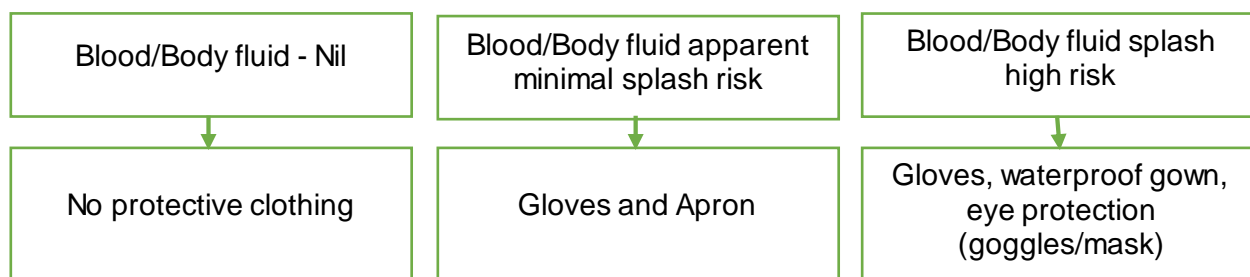 Blood/Body fluid - Nil
Blood/Body fluid apparent
minimal splash risk
Blood/Body fluid splash
high risk
No protective clothing
Gloves and Apron
Gloves, waterproof gown,
eye protection
(goggles/mask)